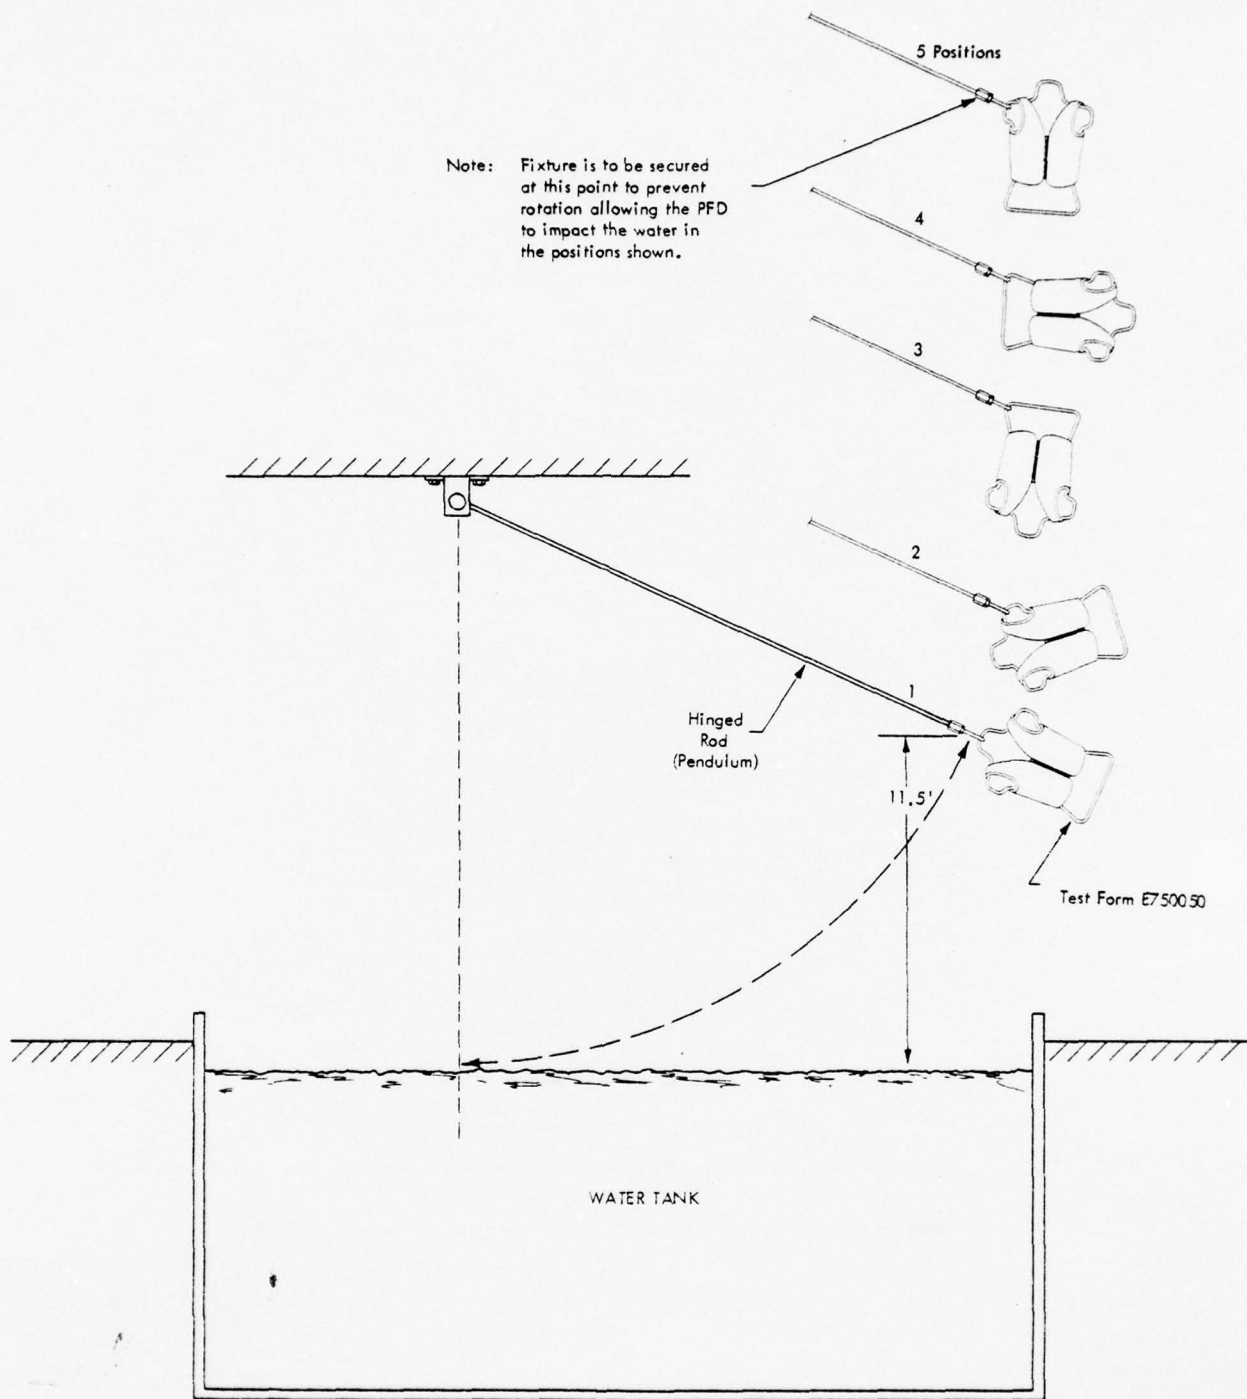 5 Positions
Note: Fixture is to be secured
at this point to prevent
rotation allowing the PFD
to impact the water in
the positions shown.
4
3
2
1
Hinged
Rod
(Pendulum)
11.5'
Test Form E750050
WATER TANK